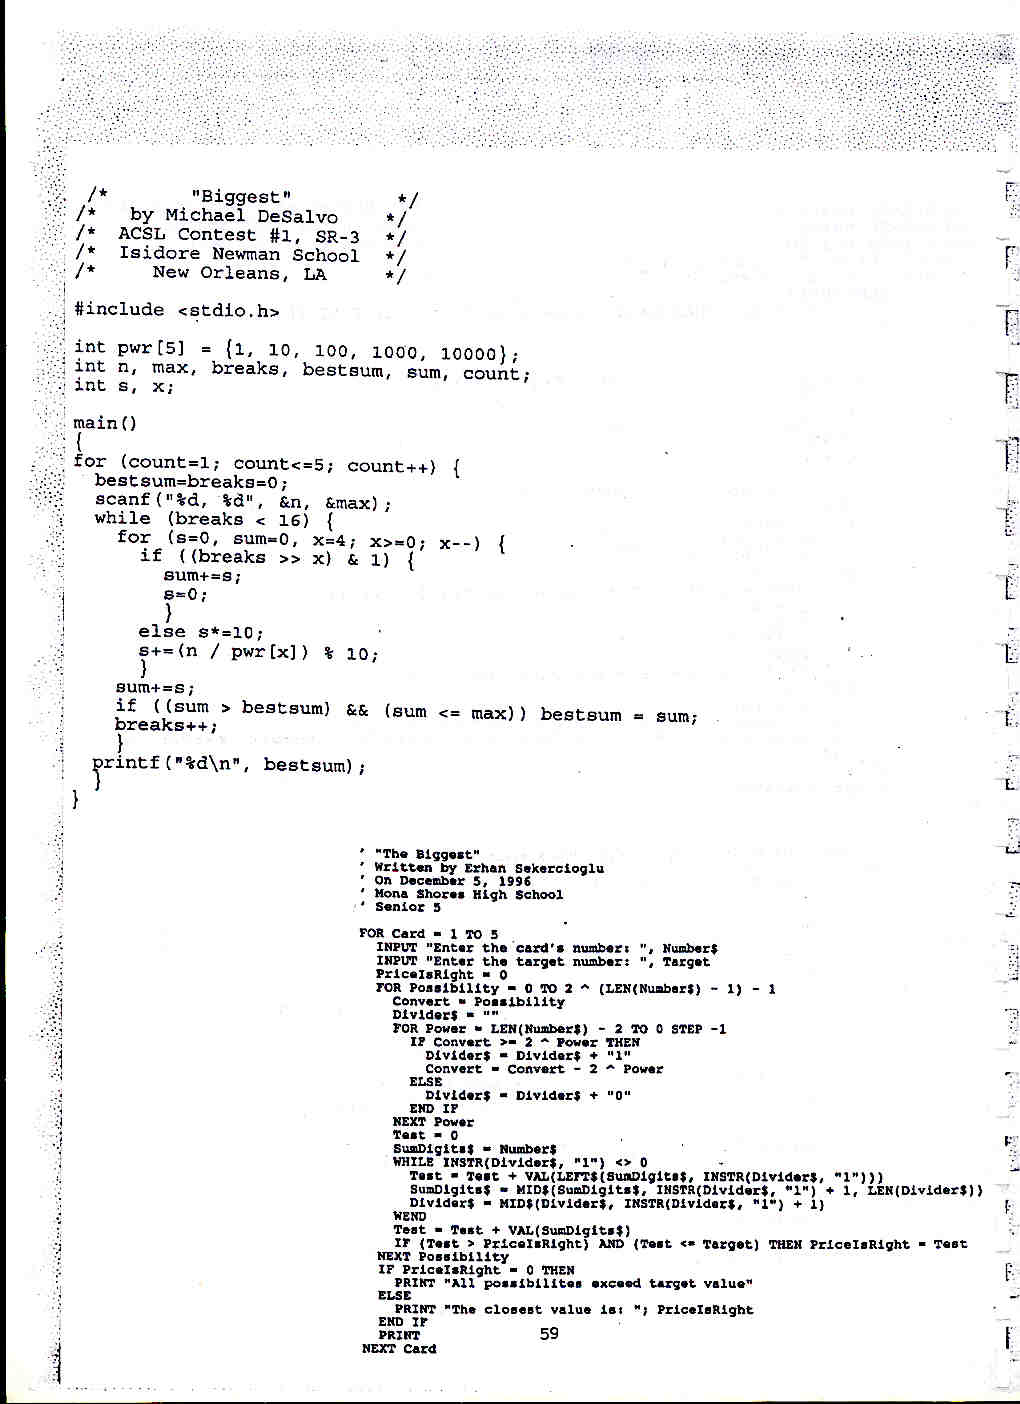 /*       "Biggest"         */
/*   by Michael DeSalvo    */
/*  ACSL Contest #1, SR-3  */
/*  Isidore Newman School  */
/*     New Orleans, LA     */
#include <stdio.h>
int pwr[5] = {1, 10, 100, 1000, 10000};
int n, max, breaks, bestsum, sum, count;
int s, x;
main()
{
for (count=1; count<=5; count++) {
  bestsum=breaks=0;
  scanf("%d, %d", &n, &max);
  while (breaks < 16) {
    for (s=0, sum=0, x=4; x>=0; x--) {
      if ((breaks >> x) & 1) {
        sum+=s;
        s=0;
        }
      else s*=10;
      s+=(n / pwr[x]) % 10;
      }
    sum+=s;
    if ((sum > bestsum) && (sum <= max)) bestsum = sum;
    breaks++;
    }
  printf("%d\n", bestsum);
  }
}
' "The Biggest"
' Written by Erhan Sekercioglu
' On December 5, 1996
' Mona Shores High School
' Senior 5
FOR Card = 1 TO 5
  INPUT "Enter the card's number: ", Number$
  INPUT "Enter the target number: ", Target
  PriceIsRight = 0
  FOR Possibility = 0 TO 2 ^ (LEN(Number$) - 1) - 1
    Convert = Possibility
    Divider$ = ""
    FOR Power = LEN(Number$) - 2 TO 0 STEP -1
      IF Convert >= 2 ^ Power THEN
        Divider$ = Divider$ + "1"
        Convert = Convert - 2 ^ Power
      ELSE
        Divider$ = Divider$ + "0"
      END IF
    NEXT Power
    Test = 0
    SumDigits$ = Number$
    WHILE INSTR(Divider$, "1") <> 0
      Test = Test + VAL(LEFT$(SumDigits$, INSTR(Divider$, "1")))
      SumDigits$ = MID$(SumDigits$, INSTR(Divider$, "1") + 1, LEN(Divider$))
      Divider$ = MID$(Divider$, INSTR(Divider$, "1") + 1)
    WEND
    Test = Test + VAL(SumDigits$)
    IF (Test > PriceIsRight) AND (Test <= Target) THEN PriceIsRight = Test
  NEXT Possibility
  IF PriceIsRight = 0 THEN
    PRINT "All possibilites exceed target value"
  ELSE
    PRINT "The closest value is: "; PriceIsRight
  END IF
  PRINT
NEXT Card
59